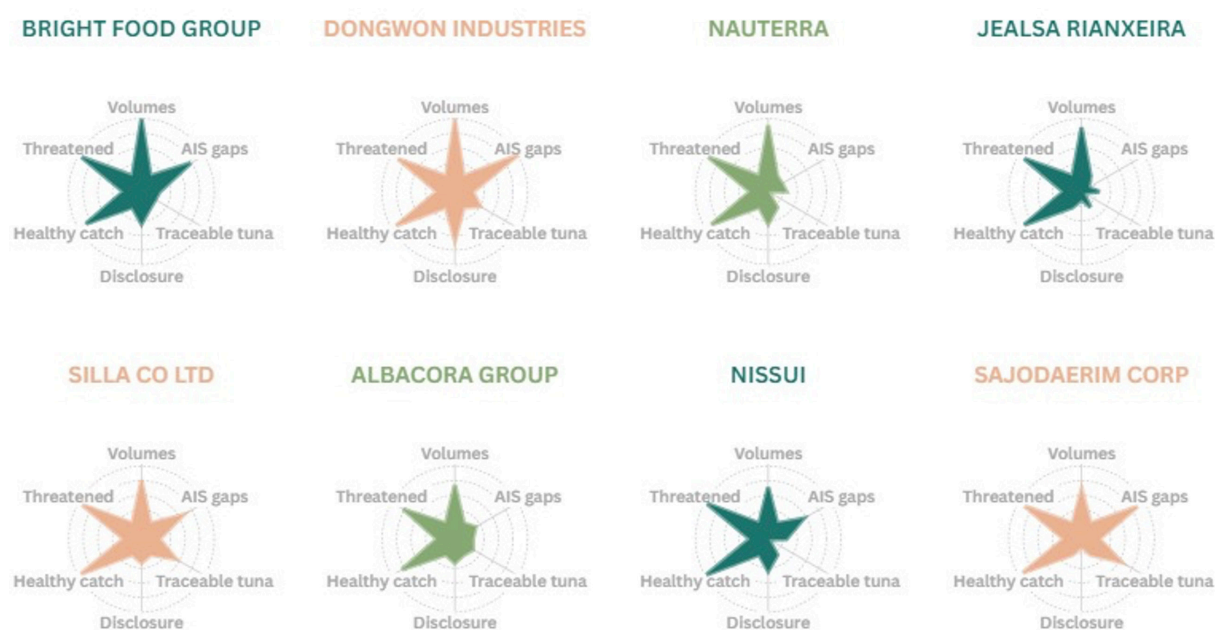 BRIGHT FOOD GROUP
DONGWON INDUSTRIES
NAUTERRA
JEALSA RIANXEIRA
Volumes
Volumes
Volumes
Volumes
Threatened AIS gaps
Threatened AIS gaps
Threatened AIS gaps
Threatened AIS gaps
Healthy catch Traceable tuna
Healthy catch Traceable tuna
Healthy catch Traceable tuna
Healthy catch Traceable tuna
Disclosure
Disclosure
Disclosure
Disclosure
SILLA CO LTD
ALBACORA GROUP
NISSUI
SAJODAERIM CORP
Volumes
Volumes
Volumes
Volumes
Threatened AIS gaps
Threatened AIS gaps
Threatened AIS gaps
Threatened AIS gaps
Healthy catch Traceable tuna
Healthy catch Traceable tuna
Healthy catch Traceable tuna
Healthy catch Traceable tuna
Disclosure
Disclosure
Disclosure
Disclosure